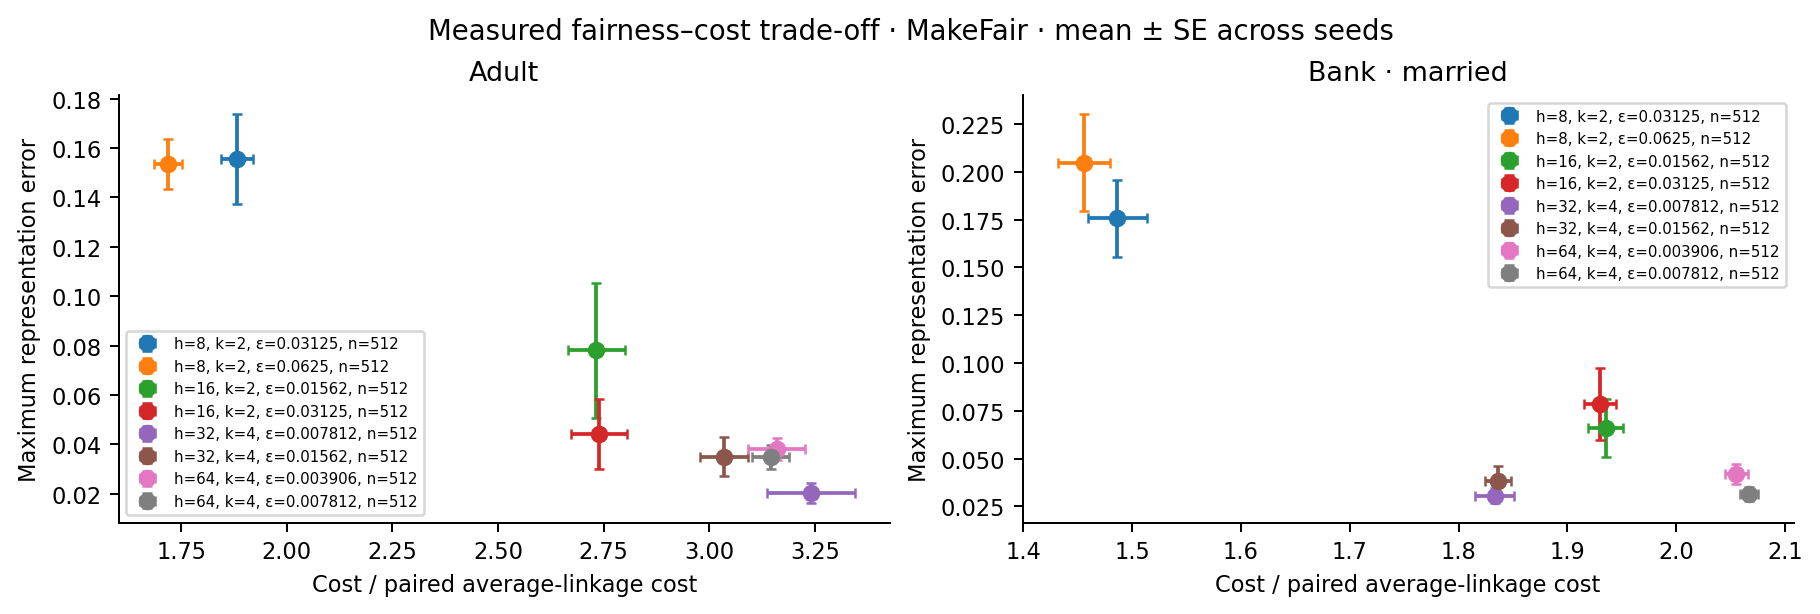 Measured fairness–cost trade-off · MakeFair · mean ± SE across seeds
Adult
Maximum representation error
0.18
0.16
0.14
0.12
0.10
0.08
0.06
0.04
0.02
h=8, k=2, ε=0.03125, n=512
h=8, k=2, ε=0.0625, n=512
h=16, k=2, ε=0.01562, n=512
h=16, k=2, ε=0.03125, n=512
h=32, k=4, ε=0.007812, n=512
h=32, k=4, ε=0.01562, n=512
h=64, k=4, ε=0.003906, n=512
h=64, k=4, ε=0.007812, n=512
1.75 2.00 2.25 2.50 2.75 3.00 3.25
Cost / paired average-linkage cost
Bank · married
Maximum representation error
0.225
0.200
0.175
0.150
0.125
0.100
0.075
0.050
0.025
h=8, k=2, ε=0.03125, n=512
h=8, k=2, ε=0.0625, n=512
h=16, k=2, ε=0.01562, n=512
h=16, k=2, ε=0.03125, n=512
h=32, k=4, ε=0.007812, n=512
h=32, k=4, ε=0.01562, n=512
h=64, k=4, ε=0.003906, n=512
h=64, k=4, ε=0.007812, n=512
1.4 1.5 1.6 1.7 1.8 1.9 2.0 2.1
Cost / paired average-linkage cost